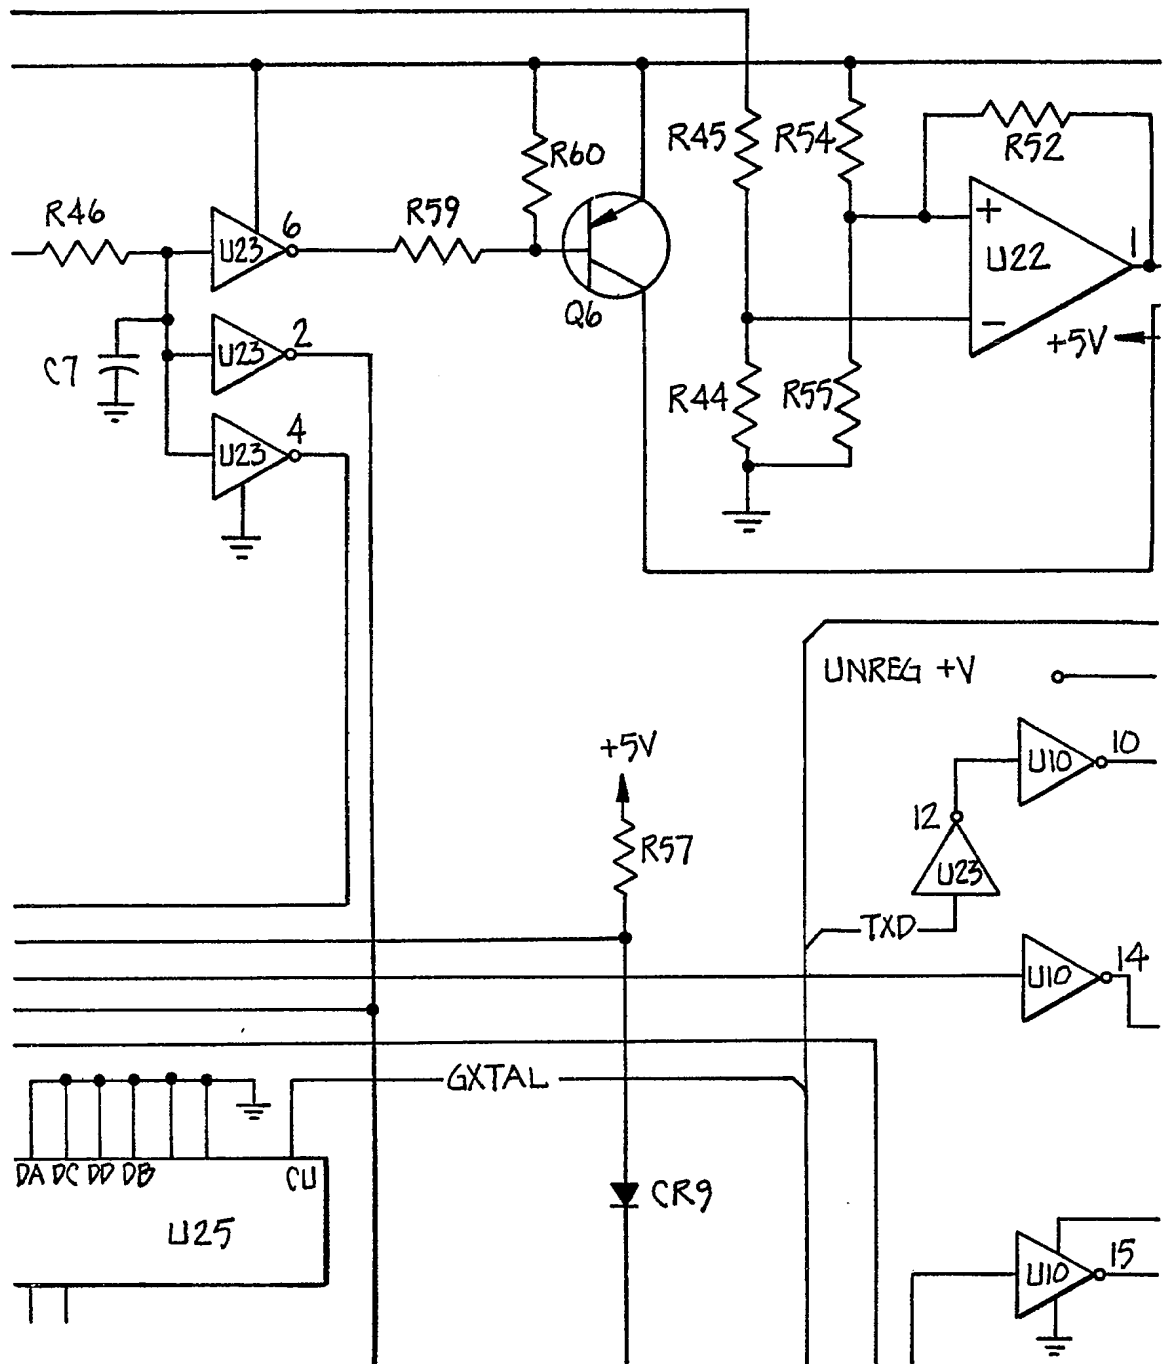 R60
R45
R54
R52
R46
U23
6
R59
+
U22
1
Q6
−
+5V
U23
2
C7
R44
R55
U23
4
UNREG +V
+5V
U10
10
12
R57
U23
TXD
U10
14
GXTAL
DA DC DD DB
CU
CR9
U25
U10
15